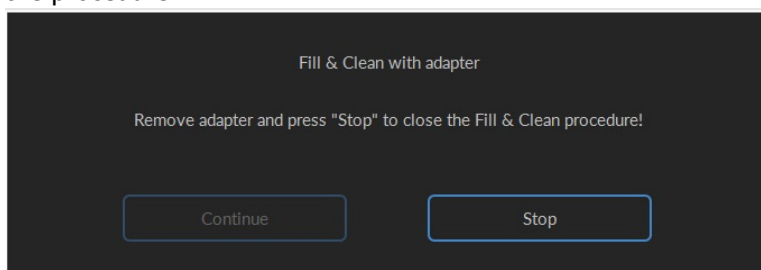 Fill & Clean with adapter
Remove adapter and press "Stop" to close the Fill & Clean procedure!
Continue
Stop